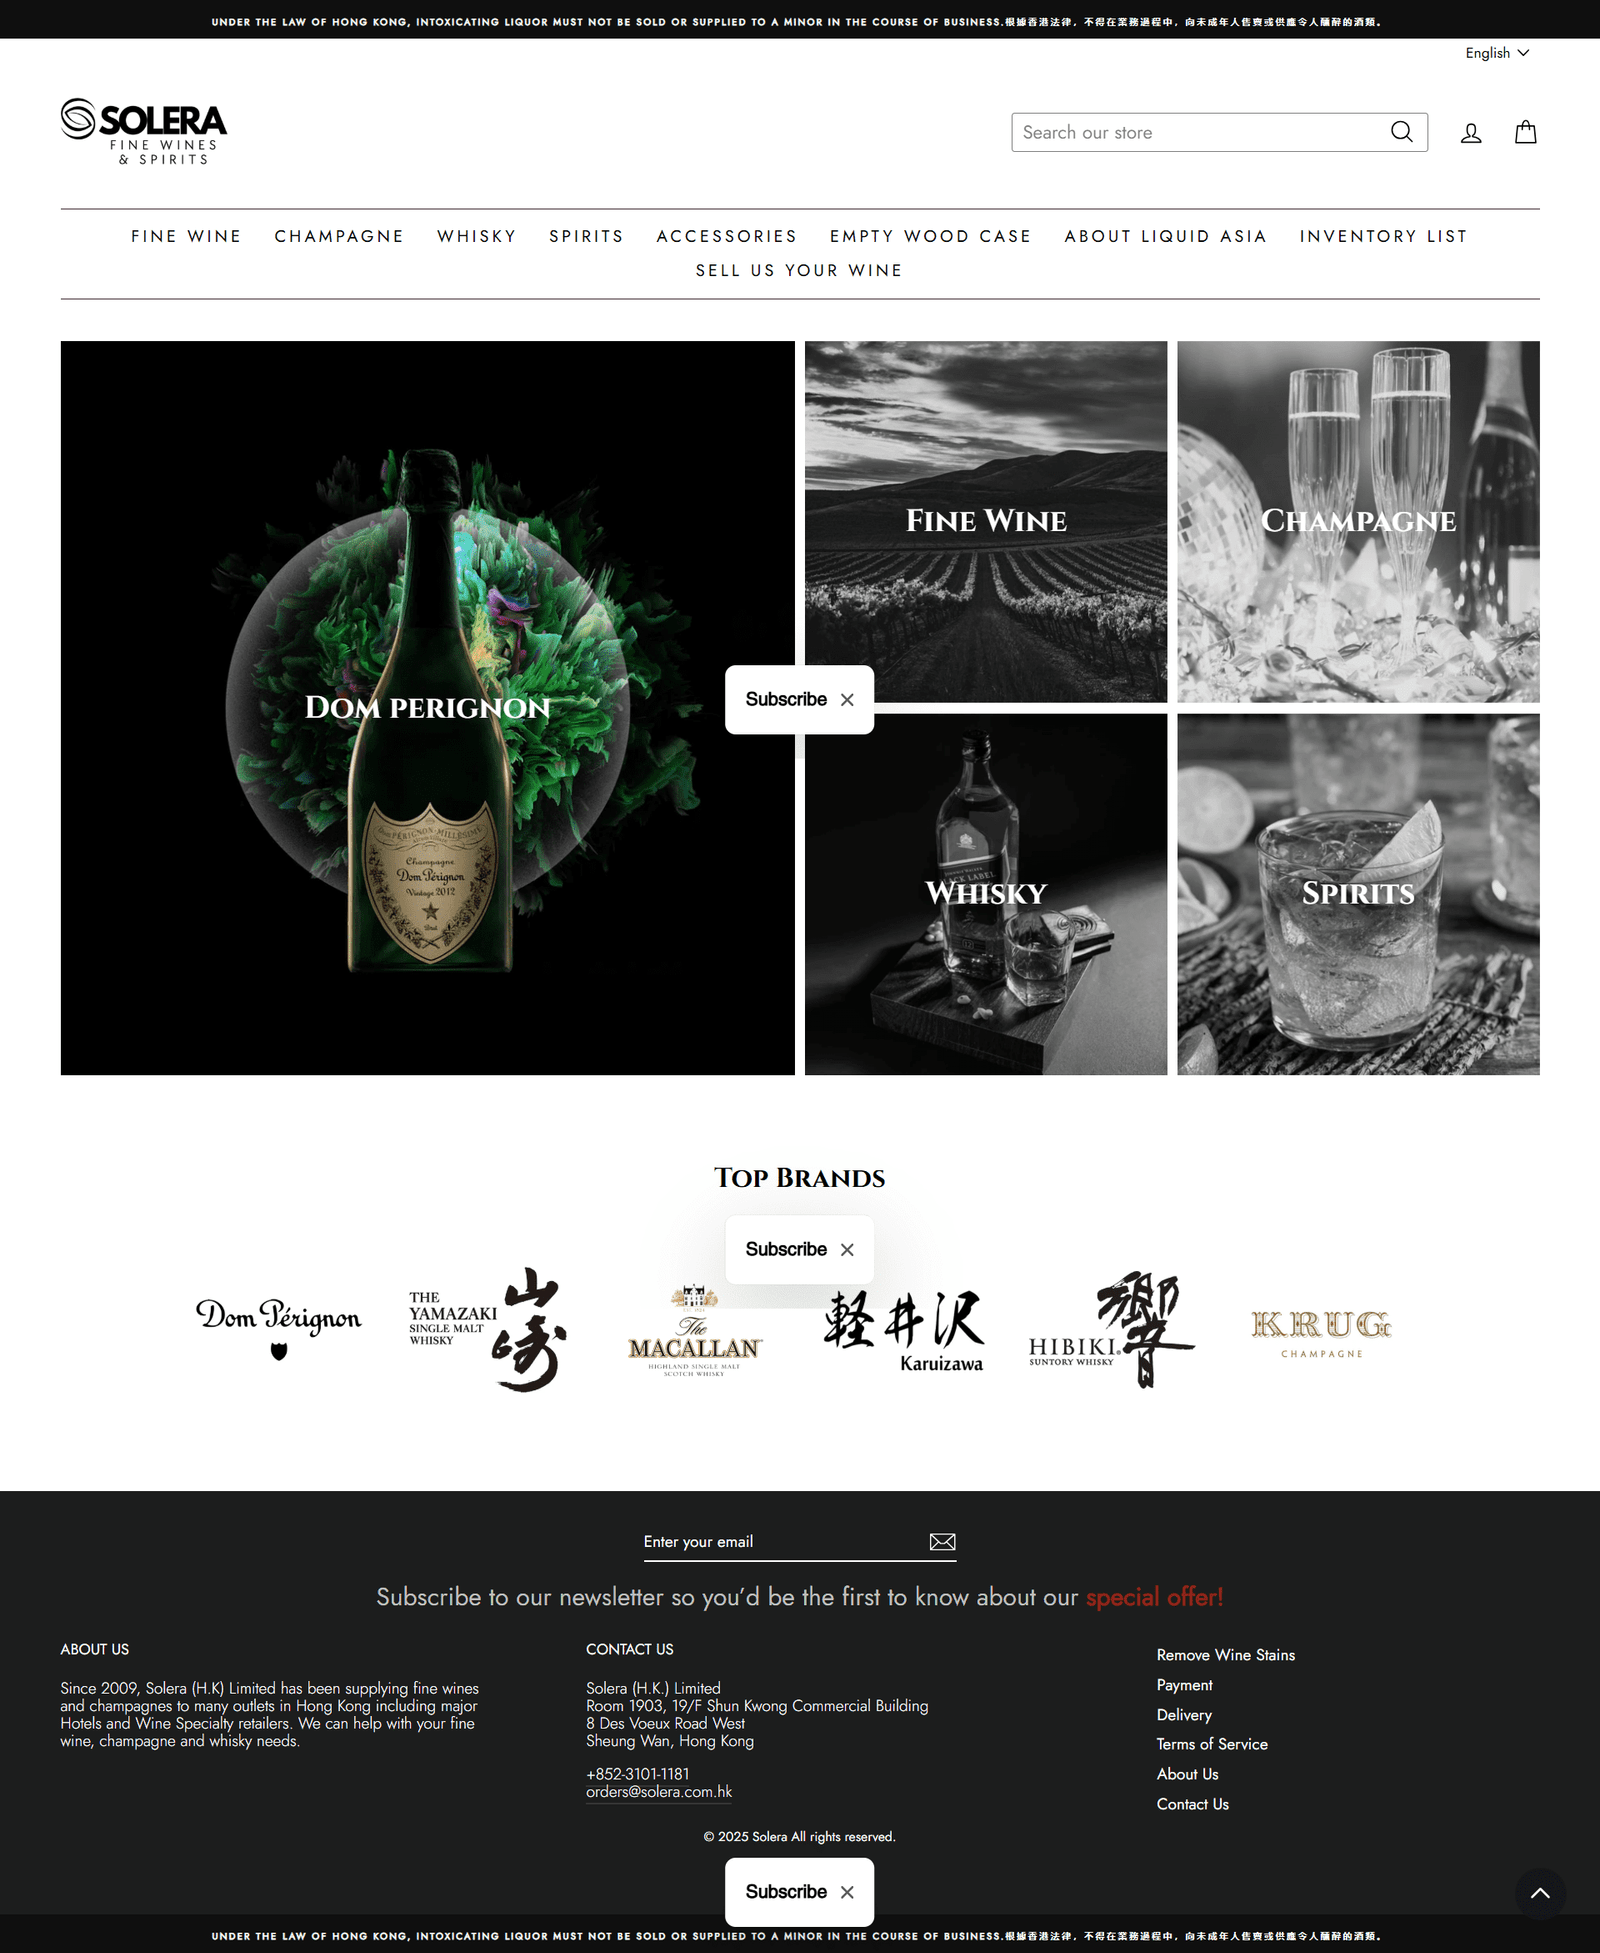 UNDER THE LAW OF HONG KONG, INTOXICATING LIQUOR MUST NOT BE SOLD OR SUPPLIED TO A MINOR IN THE COURSE OF BUSINESS.根據香港法律，不得在業務過程中，向未成年人售賣或供應令人醺醉的酒類。
English
SOLERA
FINE WINES
& SPIRITS
Search our store
FINE WINE CHAMPAGNE WHISKY SPIRITS ACCESSORIES EMPTY WOOD CASE ABOUT LIQUID ASIA INVENTORY LIST
SELL US YOUR WINE
Fine Wine
Champagne
Dom perignon
Subscribe
Dom PÉRIGNON MILLÉSIME
Champagne
Dom Pérignon
Vintage 2012
Brut
BLACK LABEL
Whisky
Spirits
Top Brands
Subscribe
Dom Pérignon
THE
YAMAZAKI
SINGLE MALT
WHISKY
山崎
The
MACALLAN
HIGHLAND SINGLE MALT
SCOTCH WHISKY
軽井沢
Karuizawa
HIBIKI®
SUNTORY WHISKY
響
KRUG
CHAMPAGNE
Enter your email
Subscribe to our newsletter so you'd be the first to know about our special offer!
ABOUT US
Since 2009, Solera (H.K) Limited has been supplying fine wines
and champagnes to many outlets in Hong Kong including major
Hotels and Wine Specialty retailers. We can help with your fine
wine, champagne and whisky needs.
CONTACT US
Solera (H.K.) Limited
Room 1903, 19/F Shun Kwong Commercial Building
8 Des Voeux Road West
Sheung Wan, Hong Kong
+852-3101-1181
orders@solera.com.hk
Remove Wine Stains
Payment
Delivery
Terms of Service
About Us
Contact Us
© 2025 Solera All rights reserved.
Subscribe
UNDER THE LAW OF HONG KONG, INTOXICATING LIQUOR MUST NOT BE SOLD OR SUPPLIED TO A MINOR IN THE COURSE OF BUSINESS.根據香港法律，不得在業務過程中，向未成年人售賣或供應令人醺醉的酒類。